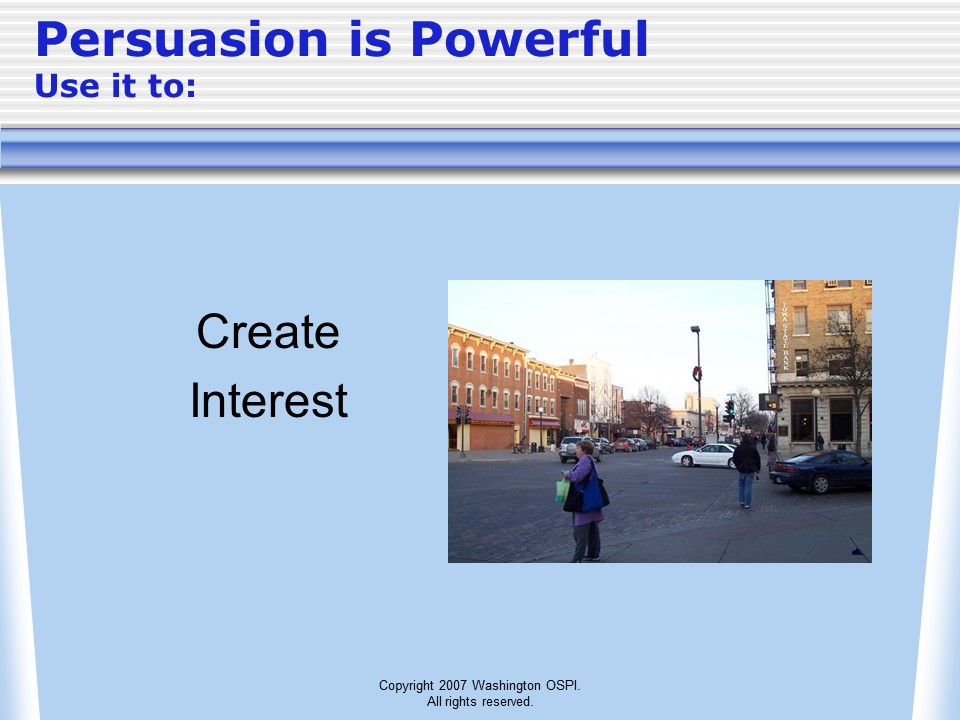 Persuasion is Powerful
Use it to:
Create
Interest
IOWA STATE BANK
Copyright 2007 Washington OSPI.
All rights reserved.